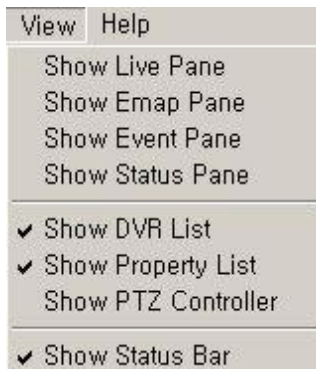 View Help
Show Live Pane
Show Emap Pane
Show Event Pane
Show Status Pane
Show DVR List
Show Property List
Show PTZ Controller
Show Status Bar